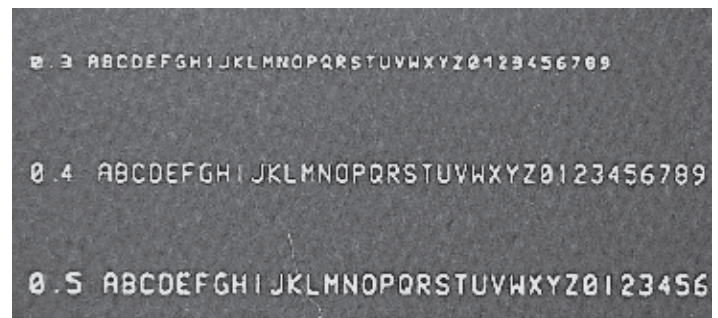 0.3 ABCDEFGHIJKLMNOPQRSTUVWXYZ0123456789
0.4 ABCDEFGHIJKLMNOPQRSTUVWXYZ0123456789
0.5 ABCDEFGHIJKLMNOPQRSTUVWXYZ0123456